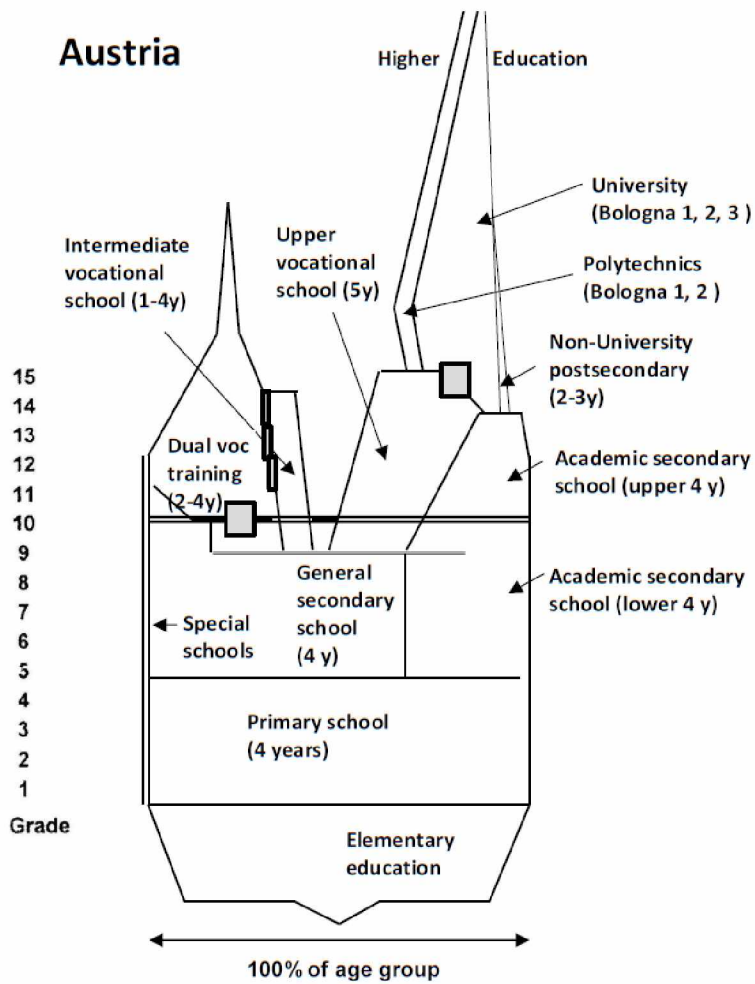 Austria
Higher
Education
University
(Bologna 1, 2, 3 )
Intermediate
vocational
school (1-4y)
Upper
vocational
school (5y)
Polytechnics
(Bologna 1, 2 )
Non-University
postsecondary
(2-3y)
15
14
13
12
11
10
9
8
7
6
5
4
3
2
1
Grade
Dual voc
training
(2-4y)
Academic secondary
school (upper 4 y)
General
secondary
school
(4 y)
Academic secondary
school (lower 4 y)
Special
schools
Primary school
(4 years)
Elementary
education
100% of age group